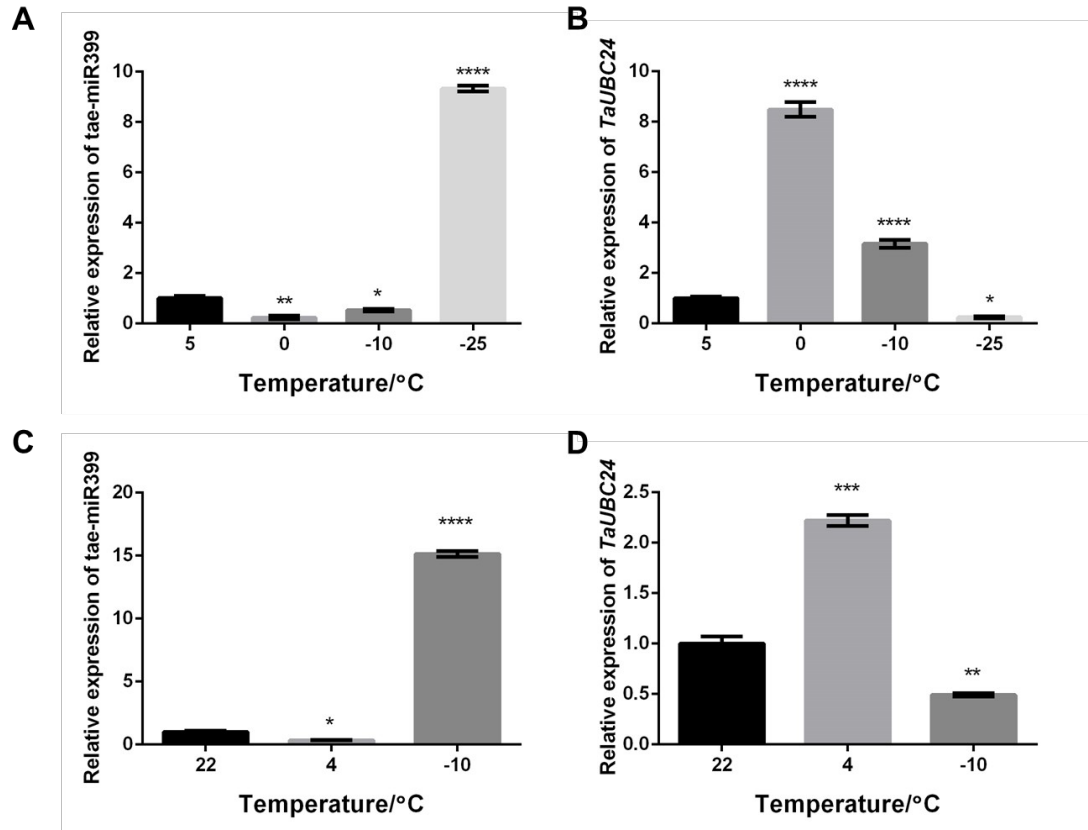 A
Relative expression of tae-miR399
10
8
6
4
2
0
**
*
****
5 0 -10 -25
Temperature/°C
B
Relative expression of TaUBC24
10
8
6
4
2
0
****
****
*
5 0 -10 -25
Temperature/°C
C
Relative expression of tae-miR399
20
15
10
5
0
*
****
22 4 -10
Temperature/°C
D
Relative expression of TaUBC24
2.5
2.0
1.5
1.0
0.5
0.0
***
**
22 4 -10
Temperature/°C